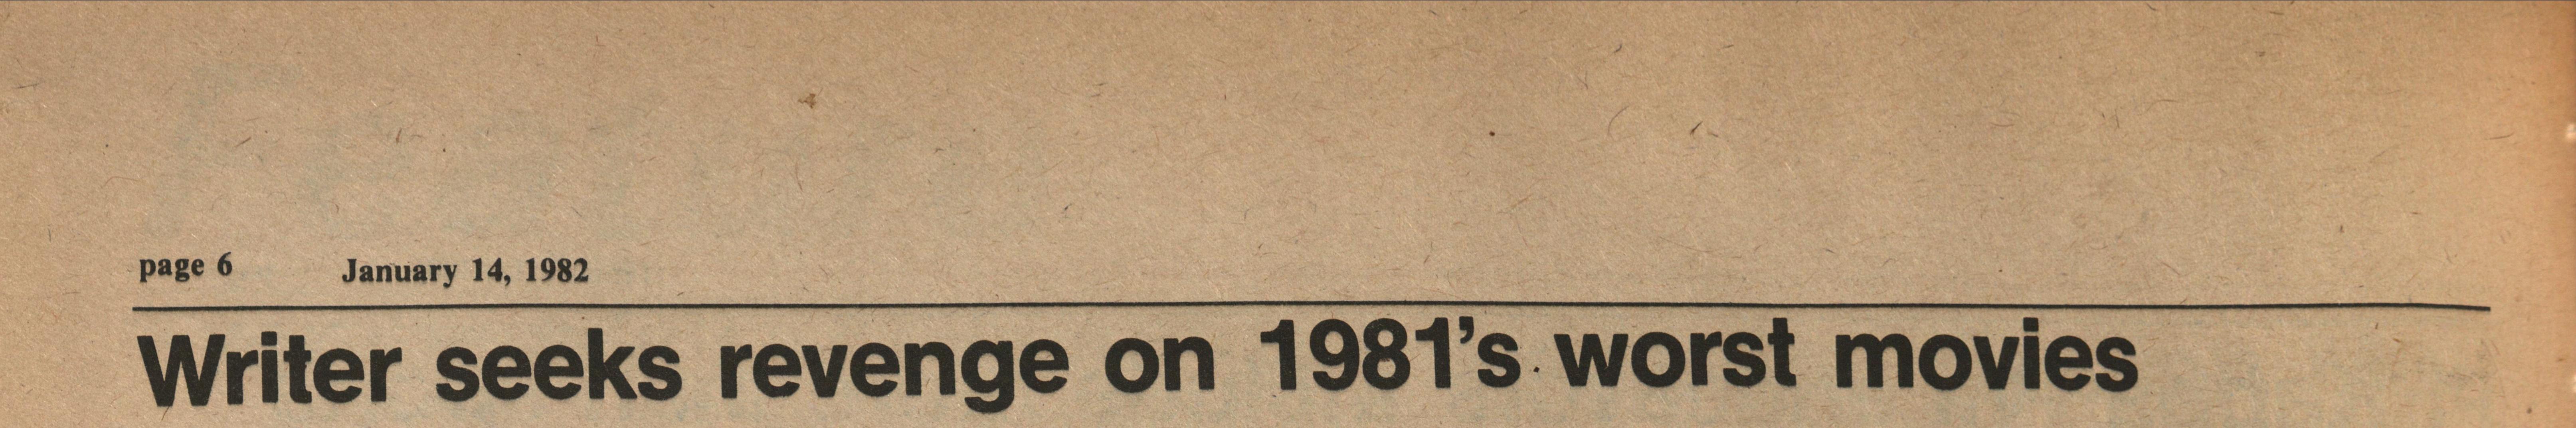 page 6 January 14, 1982
Writer seeks revenge on 1981's worst movies